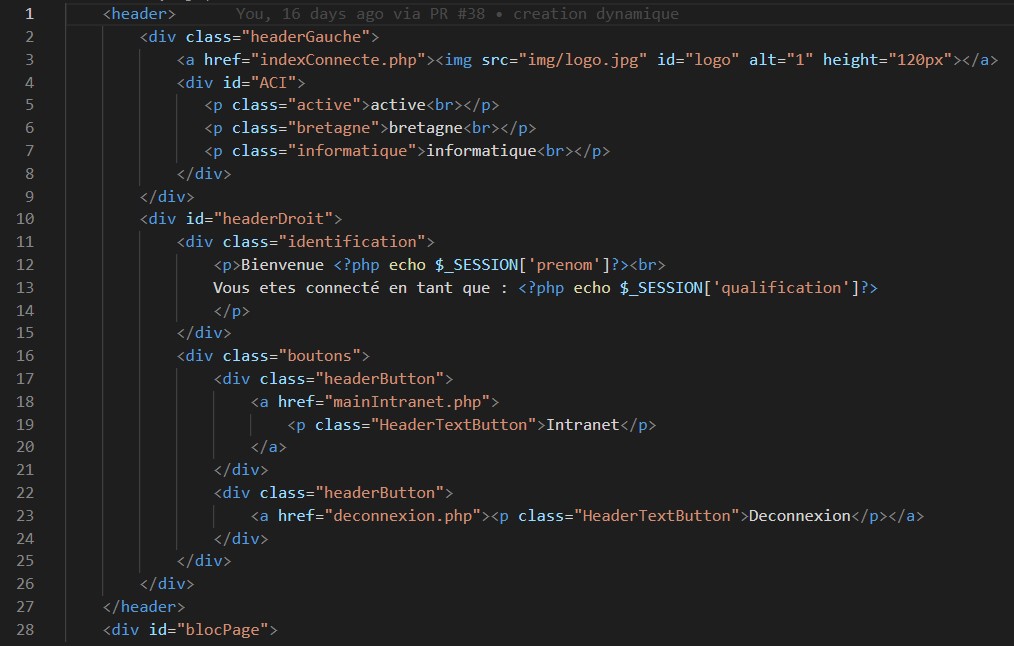 1 <header> You, 16 days ago via PR #38 • creation dynamique
2 <div class="headerGauche">
3 <a href="indexConnecte.php"><img src="img/logo.jpg" id="logo" alt="1" height="120px"></a>
4 <div id="ACI">
5 <p class="active">active<br></p>
6 <p class="bretagne">bretagne<br></p>
7 <p class="informatique">informatique<br></p>
8 </div>
9 </div>
10 <div id="headerDroit">
11 <div class="identification">
12 <p>Bienvenue <?php echo $_SESSION['prenom']?><br>
13 Vous etes connecté en tant que : <?php echo $_SESSION['qualification']?>
14 </p>
15 </div>
16 <div class="boutons">
17 <div class="headerButton">
18 <a href="mainIntranet.php">
19 <p class="HeaderTextButton">Intranet</p>
20 </a>
21 </div>
22 <div class="headerButton">
23 <a href="deconnexion.php"><p class="HeaderTextButton">Deconnexion</p></a>
24 </div>
25 </div>
26 </div>
27 </header>
28 <div id="blocPage">